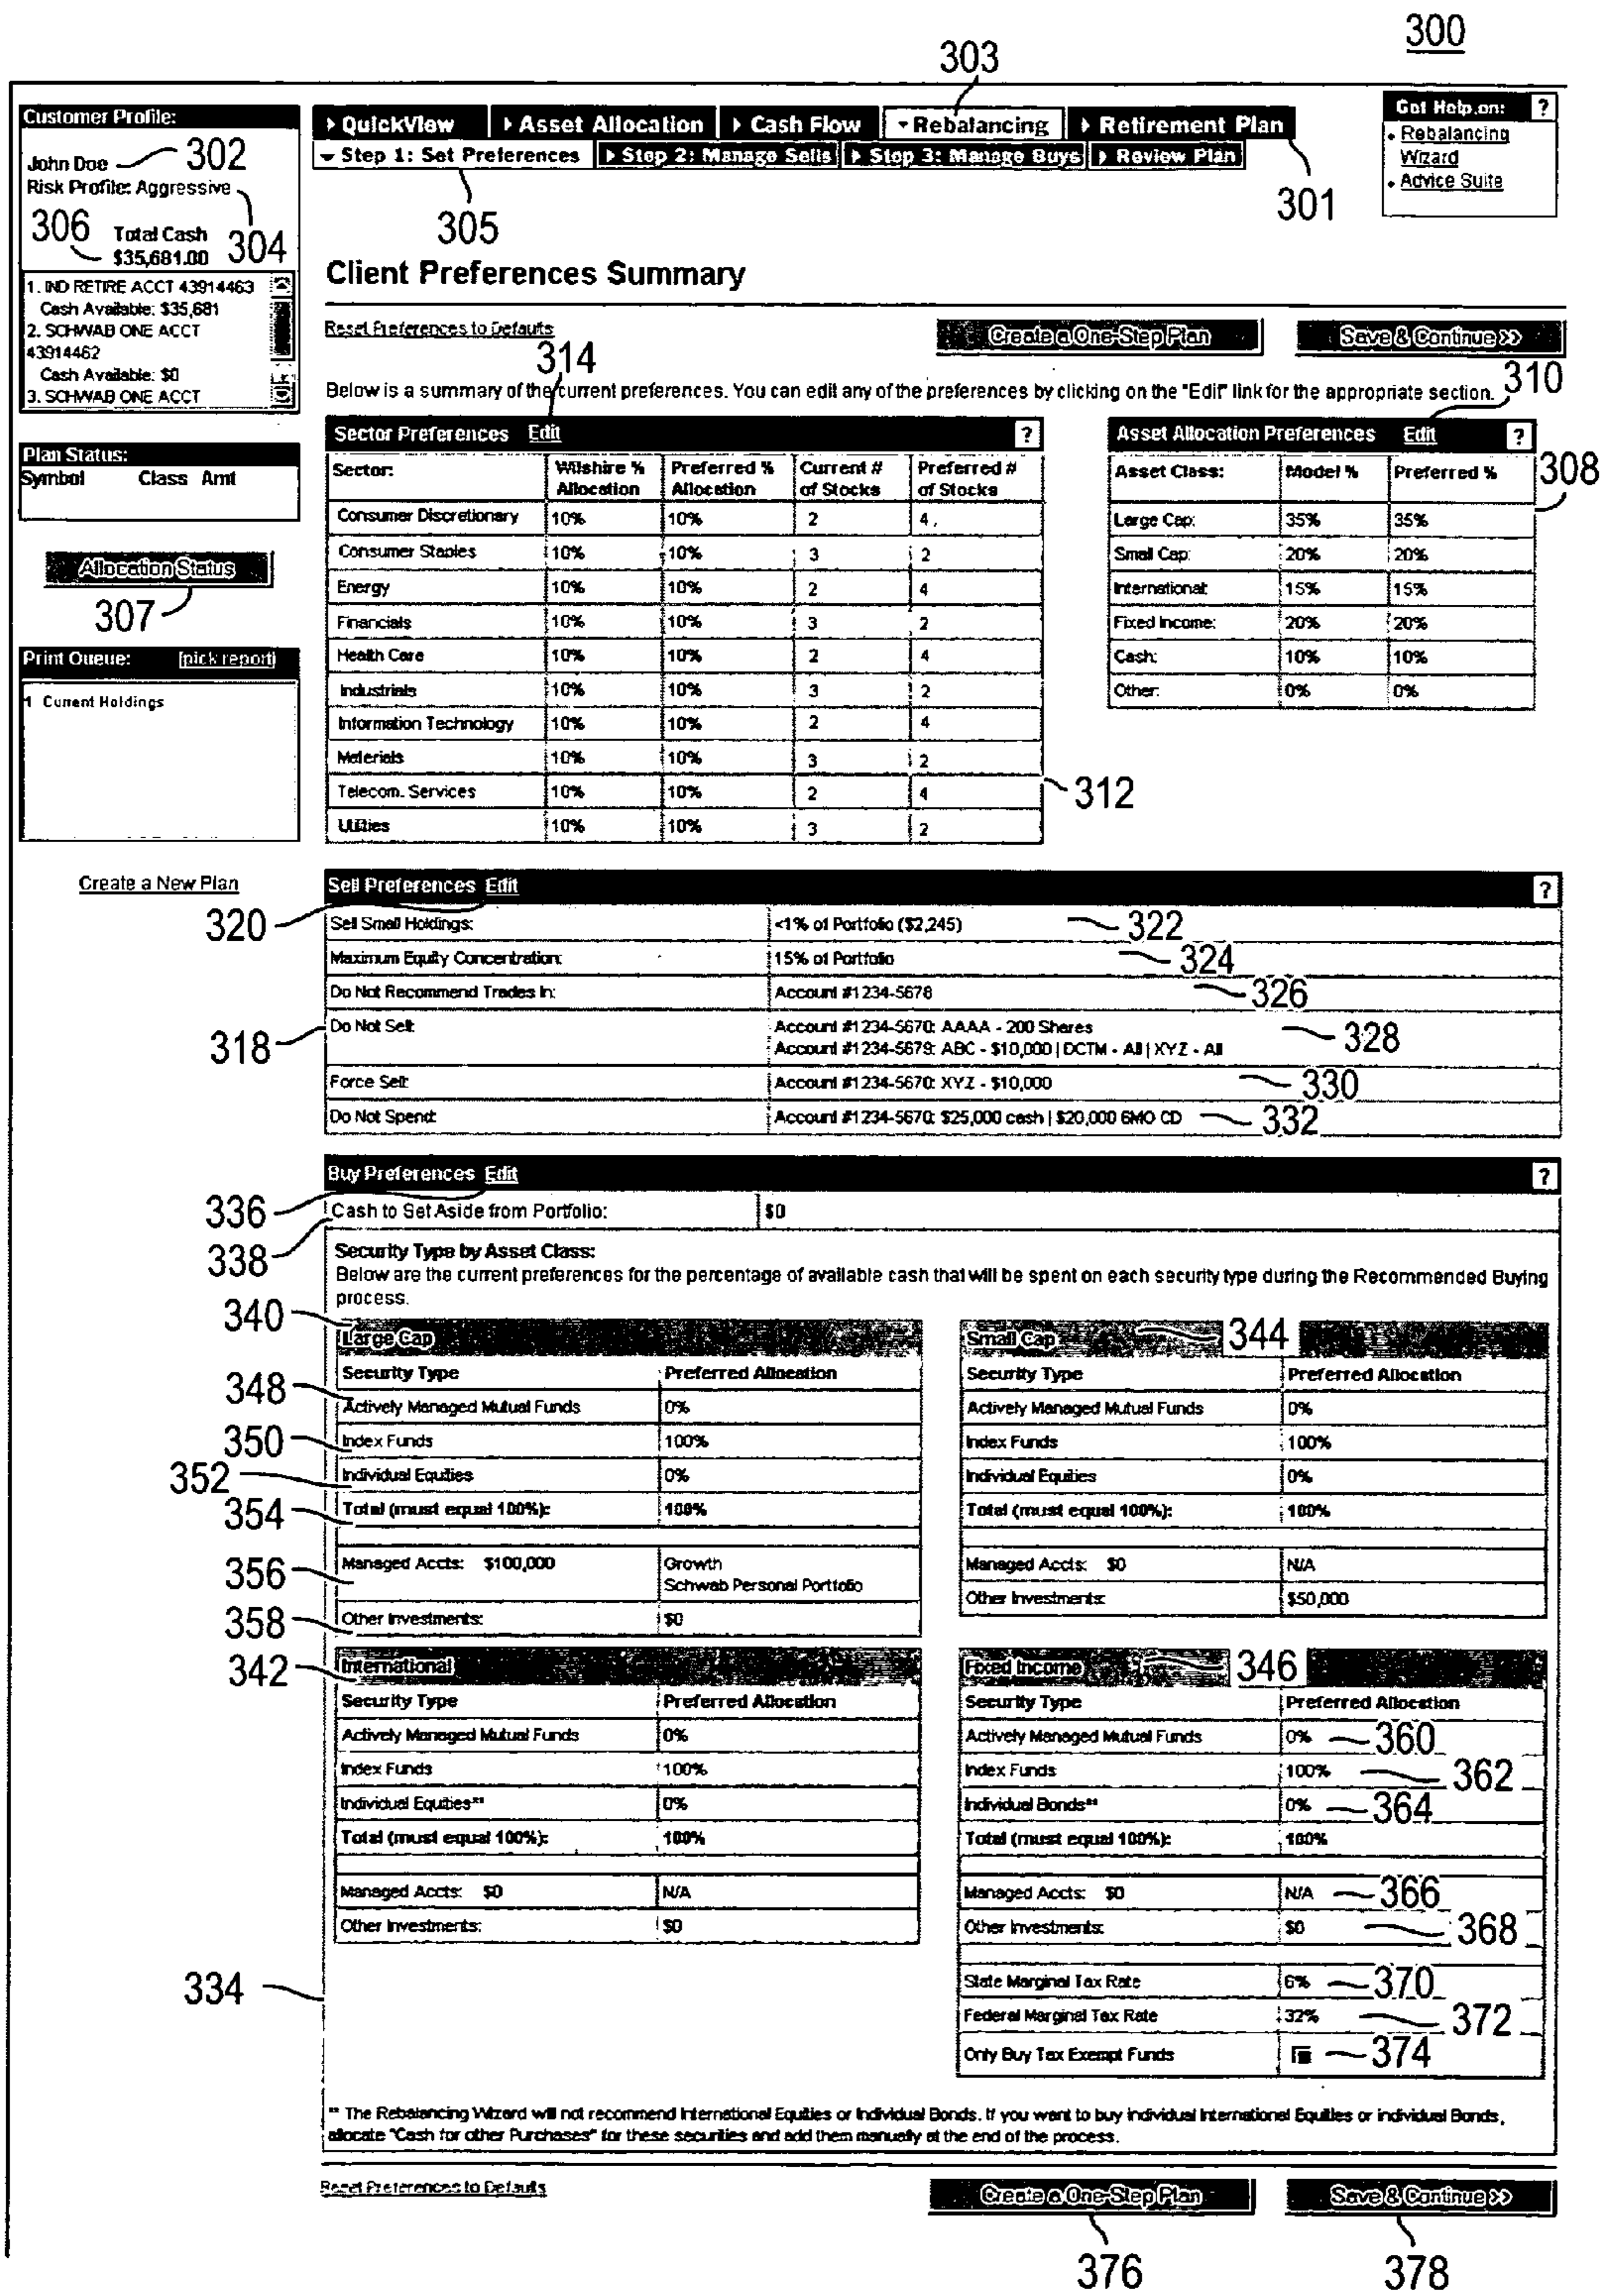 300
303
Customer Profile:
QuickView
Asset Allocation
Cash Flow
Rebalancing
Retirement Plan
Get Help on: ?
Step 1: Set Preferences
Step 2: Manage Sells
Step 3: Manage Buys
Review Plan
• Rebalancing
Wizard
• Advice Suite
John Doe 302
Risk Profile: Aggressive
301
305
306 Total Cash 304
$35,681.00
1. IND RETIRE ACCT 43914463
Cash Available: $35,681
2. SCHWAB ONE ACCT
43914462
Cash Available: $0
3. SCHWAB ONE ACCT
Client Preferences Summary
Reset Preferences to Defaults
Create a One-Step Plan
Save & Continue >>
314
310
Below is a summary of the current preferences. You can edit any of the preferences by clicking on the "Edit" link for the appropriate section.
Plan Status:
Symbol Class Amt
Allocation Status
307
Print Queue: [pick report]
1 Current Holdings
Create a New Plan
Sector Preferences Edit ?
Sector: Wilshire % Allocation Preferred % Allocation Current # of Stocks Preferred # of Stocks
Consumer Discretionary 10% 10% 2 4
Consumer Staples 10% 10% 3 2
Energy 10% 10% 2 4
Financials 10% 10% 3 2
Health Care 10% 10% 2 4
Industrials 10% 10% 3 2
Information Technology 10% 10% 2 4
Materials 10% 10% 3 2
Telecom. Services 10% 10% 2 4
Utilities 10% 10% 3 2
312
Asset Allocation Preferences Edit ?
Asset Class: Model % Preferred %
308
Large Cap: 35% 35%
Small Cap: 20% 20%
International: 15% 15%
Fixed Income: 20% 20%
Cash: 10% 10%
Other: 0% 0%
Sell Preferences Edit ?
320
Sell Small Holdings: <1% of Portfolio ($2,245) 322
Maximum Equity Concentration: 15% of Portfolio 324
Do Not Recommend Trades In: Account #1234-5678 326
318
Do Not Sell: Account #1234-5670: AAAA - 200 Shares 328
Account #1234-5679: ABC - $10,000 | DCTM - All | XYZ - All
Force Sell: Account #1234-5670: XYZ - $10,000 330
Do Not Spend: Account #1234-5670: $25,000 cash | $20,000 6MO CD 332
Buy Preferences Edit ?
336
Cash to Set Aside from Portfolio: $0
338
Security Type by Asset Class:
Below are the current preferences for the percentage of available cash that will be spent on each security type during the Recommended Buying
process.
340
Large Cap
Security Type Preferred Allocation
348
Actively Managed Mutual Funds 0%
350
Index Funds 100%
352
Individual Equities 0%
354
Total (must equal 100%): 100%
356
Managed Accts: $100,000 Growth
Schwab Personal Portfolio
358
Other Investments: $0
Small Cap 344
Security Type Preferred Allocation
Actively Managed Mutual Funds 0%
Index Funds 100%
Individual Equities 0%
Total (must equal 100%): 100%
Managed Accts: $0 N/A
Other Investments: $50,000
342
International
Security Type Preferred Allocation
Actively Managed Mutual Funds 0%
Index Funds 100%
Individual Equities** 0%
Total (must equal 100%): 100%
Managed Accts: $0 N/A
Other Investments: $0
334
Fixed Income 346
Security Type Preferred Allocation
Actively Managed Mutual Funds 0% 360
Index Funds 100% 362
Individual Bonds** 0% 364
Total (must equal 100%): 100%
Managed Accts: $0 N/A 366
Other Investments: $0 368
State Marginal Tax Rate 6% 370
Federal Marginal Tax Rate 32% 372
Only Buy Tax Exempt Funds 374
** The Rebalancing Wizard will not recommend International Equities or Individual Bonds. If you want to buy individual International Equities or individual Bonds,
allocate "Cash for other Purchases" for these securities and add them manually at the end of the process.
Reset Preferences to Defaults
Create a One-Step Plan
Save & Continue >>
376
378